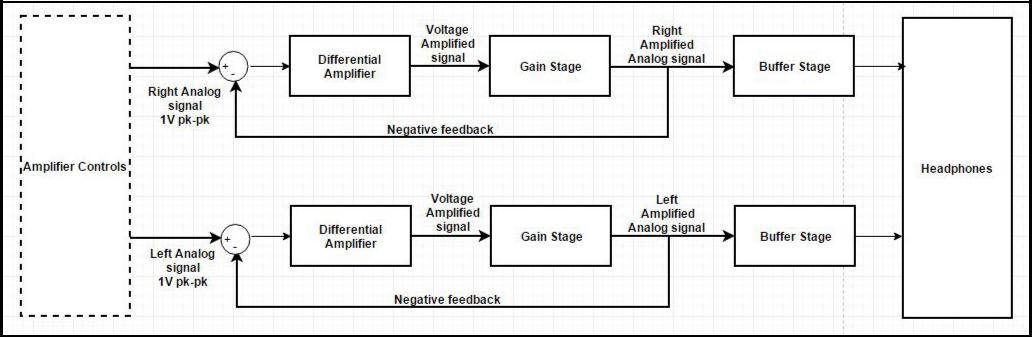 Amplifier Controls
Right Analog
signal
1V pk-pk
+
-
Differential
Amplifier
Voltage
Amplified
signal
Gain Stage
Right
Amplified
Analog signal
Buffer Stage
Negative feedback
Headphones
Left Analog
signal
1V pk-pk
+
-
Differential
Amplifier
Voltage
Amplified
signal
Gain Stage
Left
Amplified
Analog signal
Buffer Stage
Negative feedback